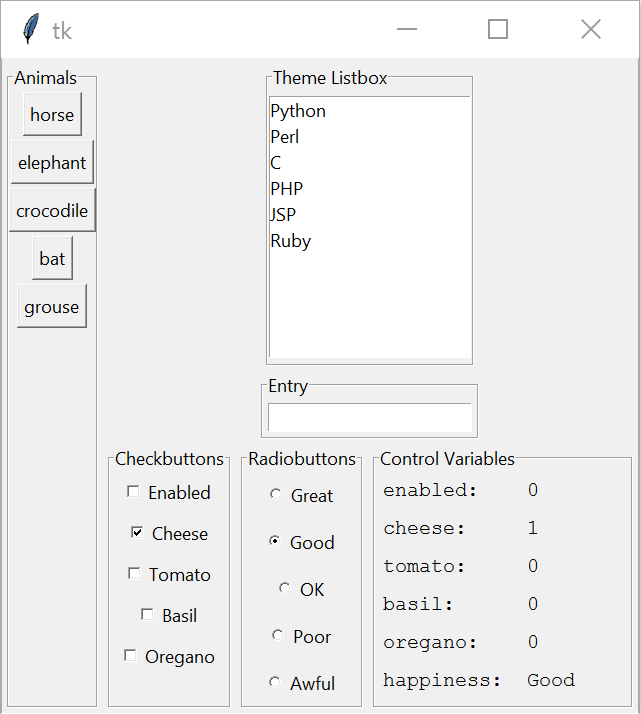 tk
Animals
horse
elephant
crocodile
bat
grouse
Theme Listbox
Python
Perl
C
PHP
JSP
Ruby
Entry
Checkbuttons
Enabled
Cheese
Tomato
Basil
Oregano
Radiobuttons
Great
Good
OK
Poor
Awful
Control Variables
enabled: 0
cheese: 1
tomato: 0
basil: 0
oregano: 0
happiness: Good